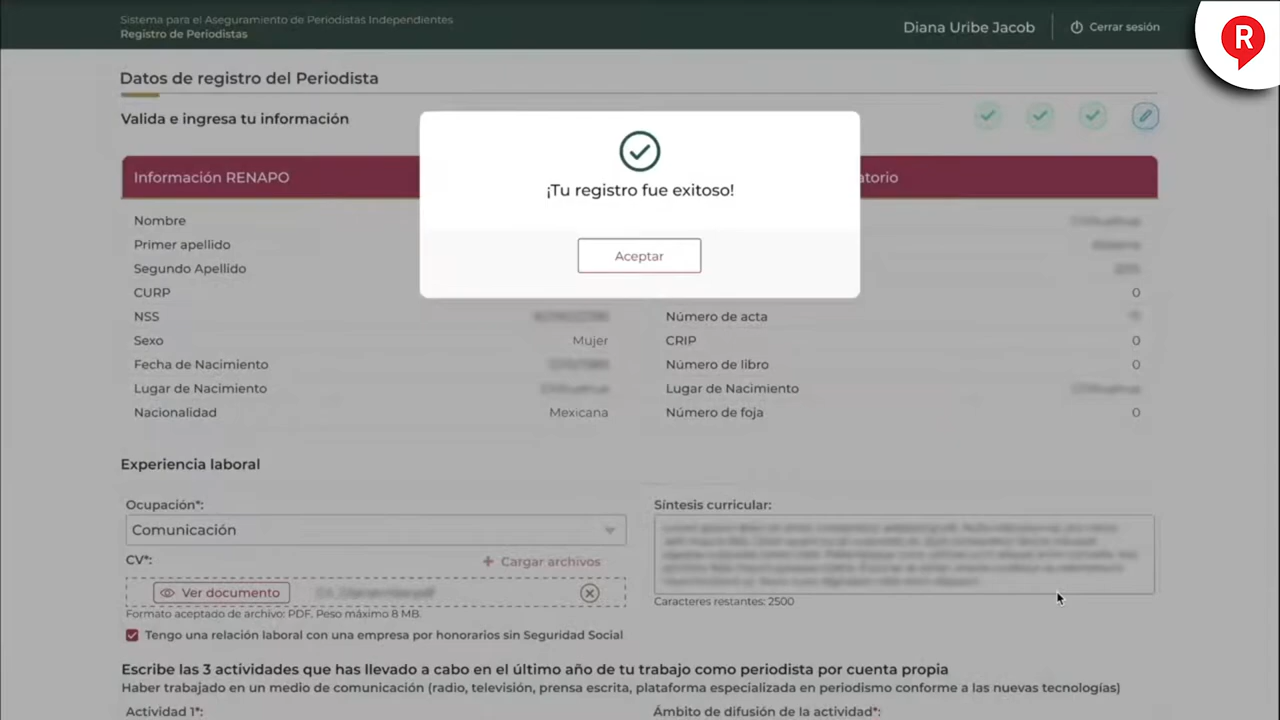 Sistema para el Aseguramiento de Periodistas Independientes
Registro de Periodistas
Diana Uribe Jacob
Cerrar sesión
R
Datos de registro del Periodista
Valida e ingresa tu información
¡Tu registro fue exitoso!
Aceptar
Información RENAPO
Nombre
Primer apellido
Segundo Apellido
CURP
NSS
Sexo Mujer
Fecha de Nacimiento
Lugar de Nacimiento
Nacionalidad Mexicana
0
Número de acta
CRIP 0
Número de libro 0
Lugar de Nacimiento
Número de foja 0
Experiencia laboral
Ocupación*:
Comunicación
CV*:
+ Cargar archivos
Ver documento
Formato aceptado de archivo: PDF. Peso máximo 8 MB.
Tengo una relación laboral con una empresa por honorarios sin Seguridad Social
Síntesis curricular:
Caracteres restantes: 2500
Escribe las 3 actividades que has llevado a cabo en el último año de tu trabajo como periodista por cuenta propia
Haber trabajado en un medio de comunicación (radio, televisión, prensa escrita, plataforma especializada en periodismo conforme a las nuevas tecnologías)
Actividad 1*:
Ámbito de difusión de la actividad*: